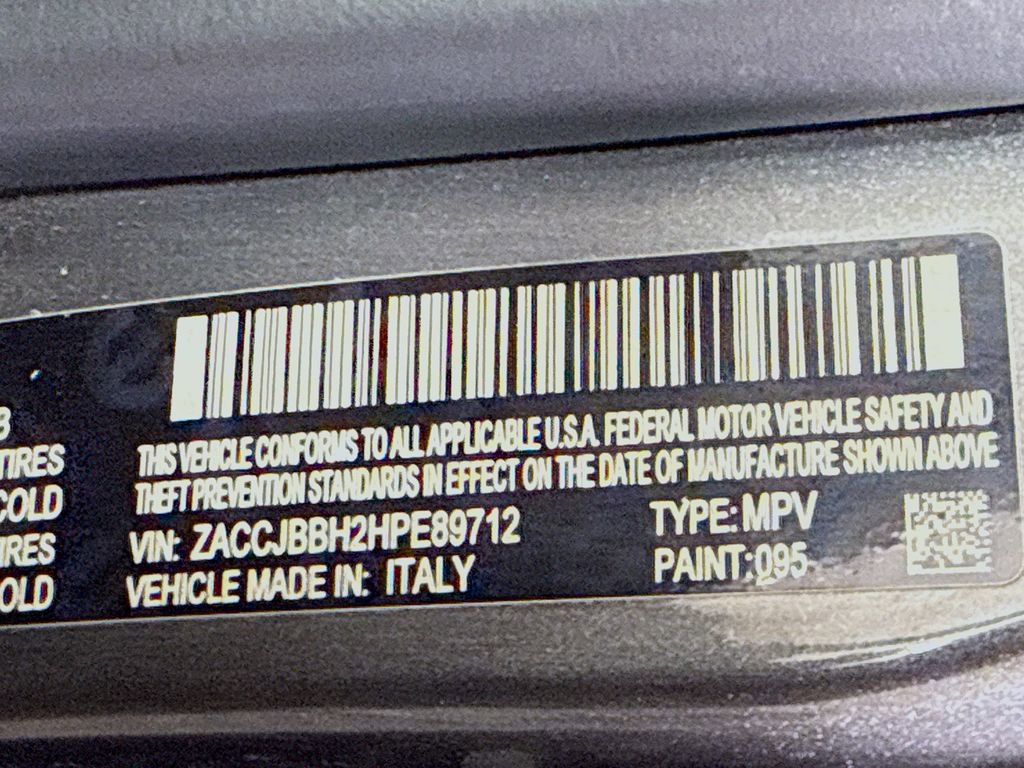 3
TIRES
COLD
IRES
OLD
THIS VEHICLE CONFORMS TO ALL APPLICABLE U.S.A. FEDERAL MOTOR VEHICLE SAFETY AND
THEFT PREVENTION STANDARDS IN EFFECT ON THE DATE OF MANUFACTURE SHOWN ABOVE
VIN: ZACCJBBH2HPE89712 TYPE: MPV
VEHICLE MADE IN: ITALY PAINT: 095